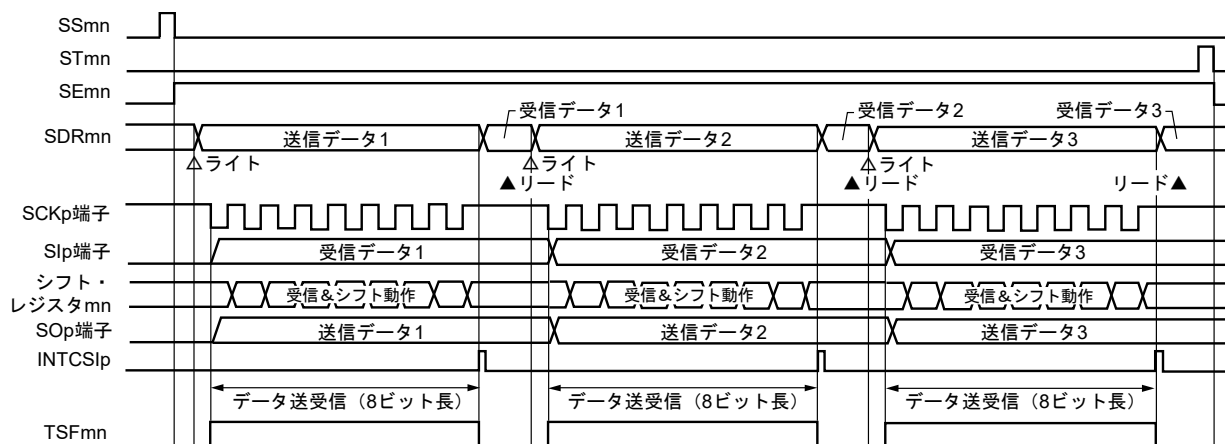 SSmn
STmn
SEmn
受信データ1
受信データ2
受信データ3
SDRmn
送信データ1
送信データ2
送信データ3
△ライト
△ライト
△ライト
▲リード
▲リード
リード▲
SCKp端子
SIp端子
受信データ1
受信データ2
受信データ3
シフト・
レジスタmn
受信&シフト動作
受信&シフト動作
受信&シフト動作
SOp端子
送信データ1
送信データ2
送信データ3
INTCSIp
データ送受信（8ビット長）
データ送受信（8ビット長）
データ送受信（8ビット長）
TSFmn